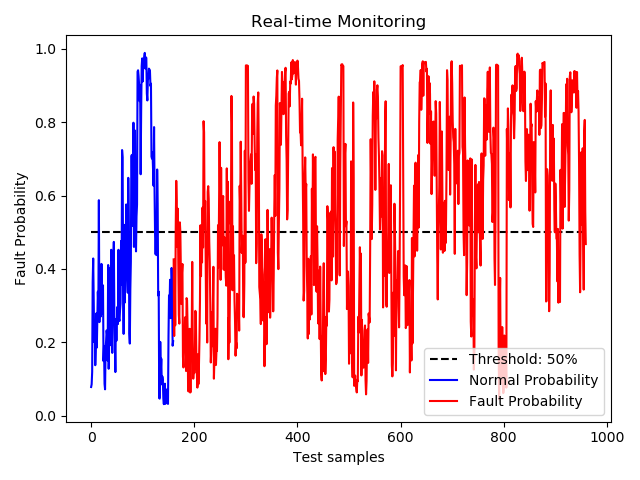 Real-time Monitoring
Fault Probability
1.0
0.8
0.6
0.4
0.2
0.0
0
200
400
600
800
1000
Test samples
Threshold: 50%
Normal Probability
Fault Probability